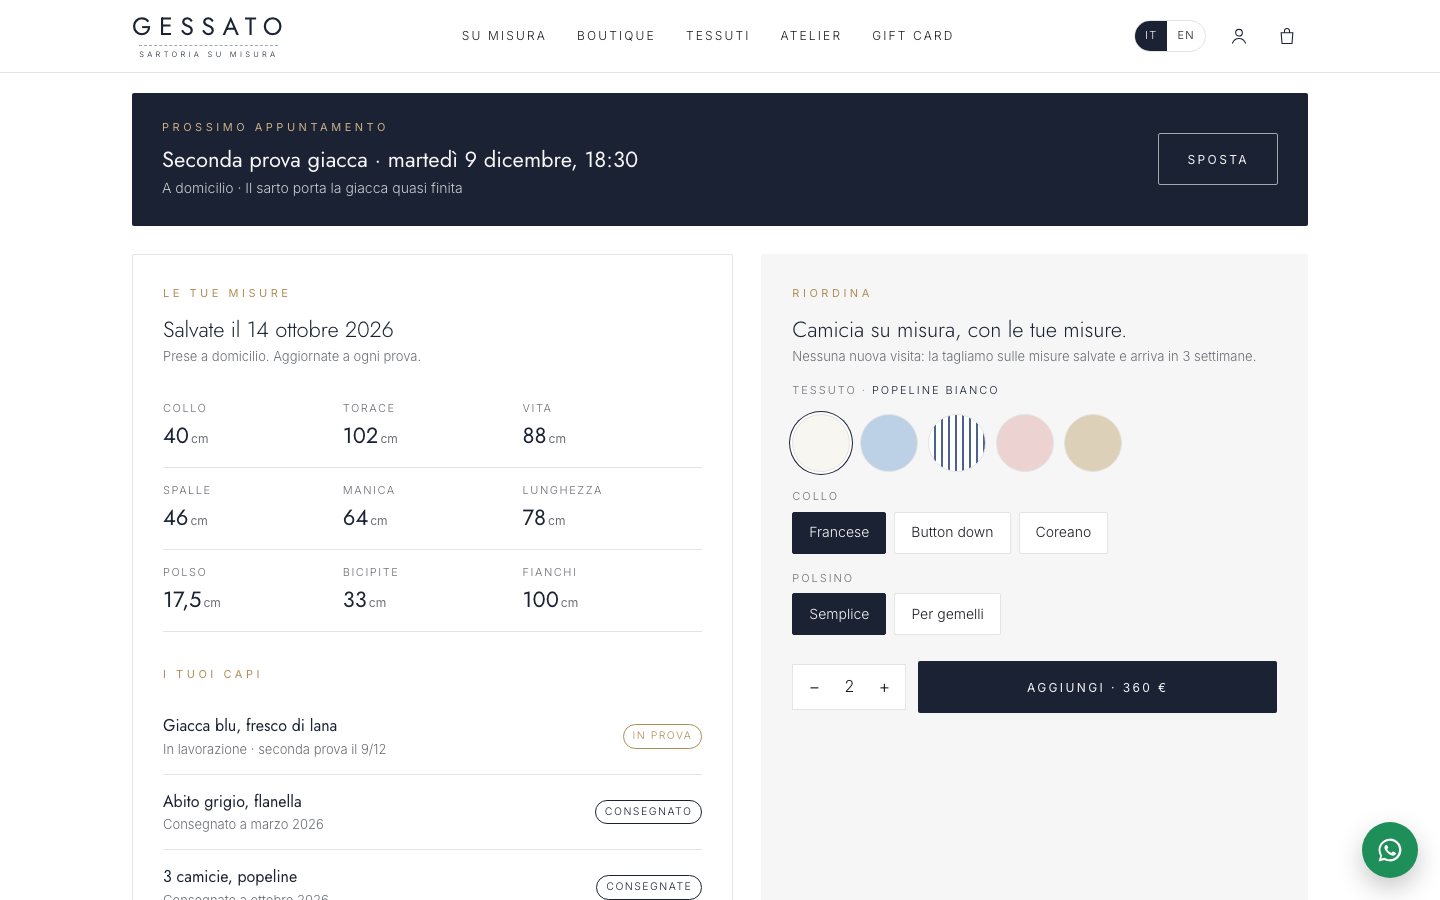 GESSATO
SARTORIA SU MISURA
SU MISURA
BOUTIQUE
TESSUTI
ATELIER
GIFT CARD
IT
EN
PROSSIMO APPUNTAMENTO
Seconda prova giacca · martedì 9 dicembre, 18:30
A domicilio · Il sarto porta la giacca quasi finita
SPOSTA
LE TUE MISURE
Salvate il 14 ottobre 2026
Prese a domicilio. Aggiornate a ogni prova.
COLLO
40 cm
TORACE
102 cm
VITA
88 cm
SPALLE
46 cm
MANICA
64 cm
LUNGHEZZA
78 cm
POLSO
17,5 cm
BICIPITE
33 cm
FIANCHI
100 cm
I TUOI CAPI
Giacca blu, fresco di lana
In lavorazione · seconda prova il 9/12
IN PROVA
Abito grigio, flanella
Consegnato a marzo 2026
CONSEGNATO
3 camicie, popeline
Consegnate a ottobre 2026
CONSEGNATE
RIORDINA
Camicia su misura, con le tue misure.
Nessuna nuova visita: la tagliamo sulle misure salvate e arriva in 3 settimane.
TESSUTO · POPELINE BIANCO
COLLO
Francese
Button down
Coreano
POLSINO
Semplice
Per gemelli
− 2 +
AGGIUNGI · 360 €